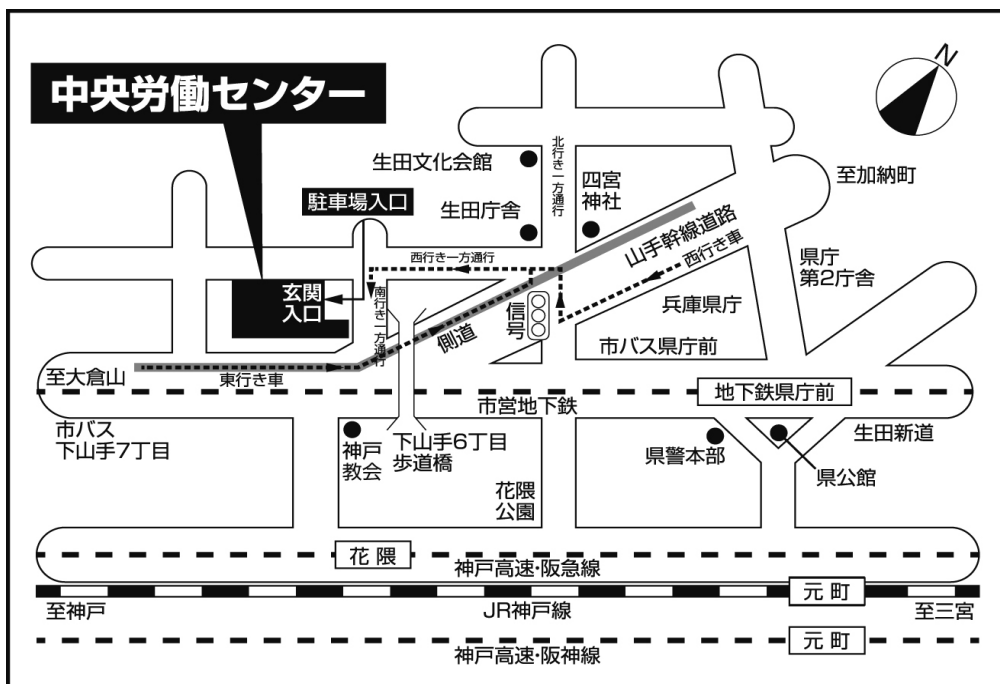 中央労働センター
N
生田文化会館
北行き一方通行
四宮
神社
至加納町
駐車場入口
生田庁舎
山手幹線道路
西行き車
県庁
第2庁舎
西行き一方通行
玄関
入口
南行き一方通行
信号
兵庫県庁
側道
市バス県庁前
至大倉山
東行き車
市営地下鉄
地下鉄県庁前
市バス
下山手7丁目
神戸
教会
下山手6丁目
歩道橋
県警本部
生田新道
県公館
花隈
公園
花隈
神戸高速・阪急線
元町
至神戸
JR神戸線
至三宮
元町
神戸高速・阪神線